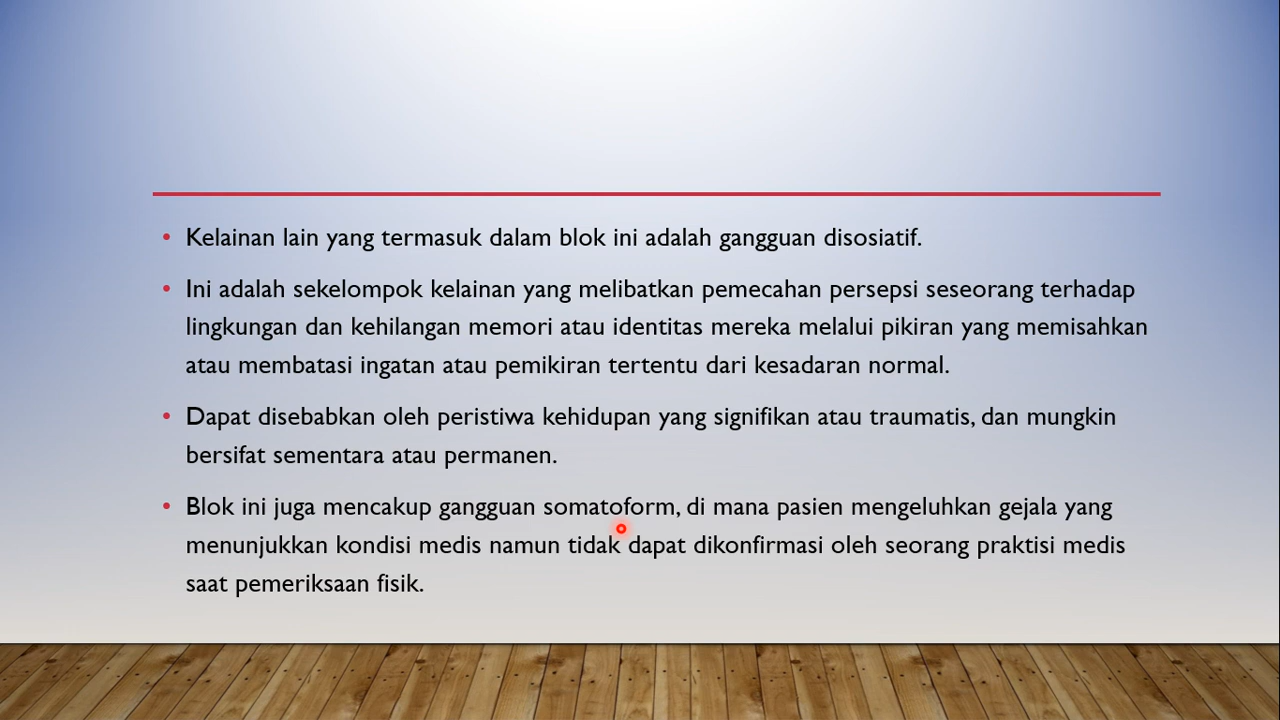 • Kelainan lain yang termasuk dalam blok ini adalah gangguan disosiatif.
• Ini adalah sekelompok kelainan yang melibatkan pemecahan persepsi seseorang terhadap
lingkungan dan kehilangan memori atau identitas mereka melalui pikiran yang memisahkan
atau membatasi ingatan atau pemikiran tertentu dari kesadaran normal.
• Dapat disebabkan oleh peristiwa kehidupan yang signifikan atau traumatis, dan mungkin
bersifat sementara atau permanen.
• Blok ini juga mencakup gangguan somatoform, di mana pasien mengeluhkan gejala yang
menunjukkan kondisi medis namun tidak dapat dikonfirmasi oleh seorang praktisi medis
saat pemeriksaan fisik.